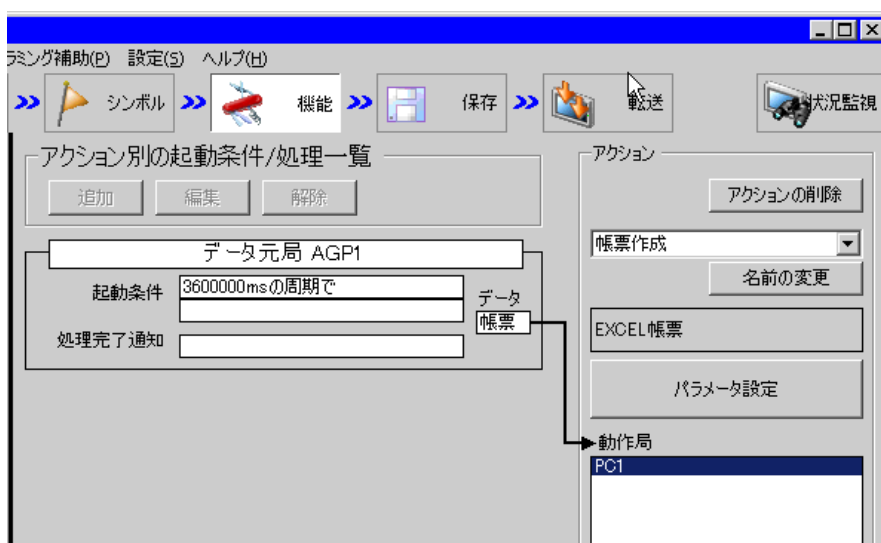 ラミング補助(P) 設定(S) ヘルプ(H)
シンボル 機能 保存 転送 状況監視
アクション別の起動条件/処理一覧
追加 編集 解除
データ元局 AGP1
起動条件
3600000msの周期で
データ
帳票
処理完了通知
アクション
アクションの削除
帳票作成
名前の変更
EXCEL帳票
パラメータ設定
動作局
PC1